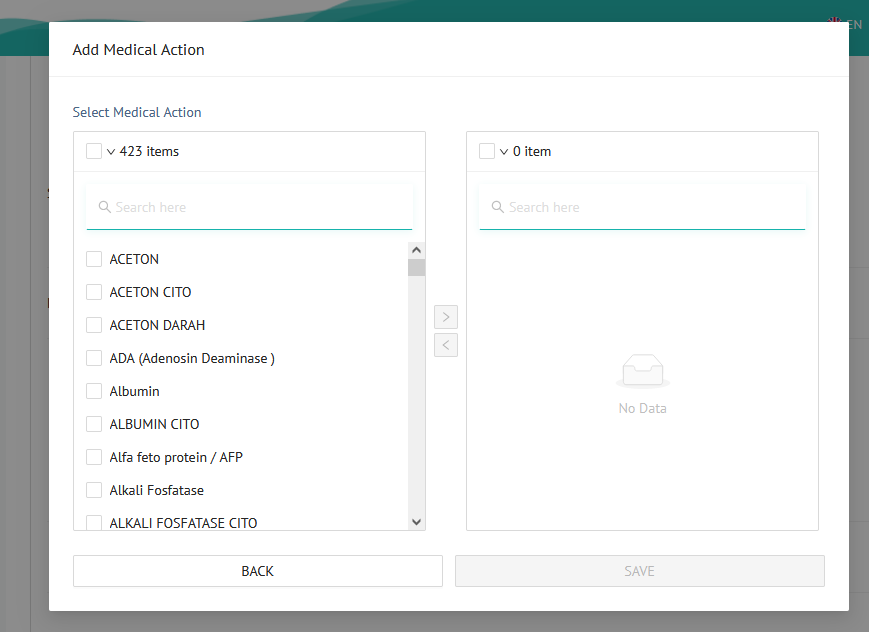 EN
Add Medical Action
Select Medical Action
423 items
Search here
ACETON
ACETON CITO
ACETON DARAH
ADA (Adenosin Deaminase )
Albumin
ALBUMIN CITO
Alfa feto protein / AFP
Alkali Fosfatase
ALKALI FOSFATASE CITO
0 item
Search here
No Data
BACK
SAVE